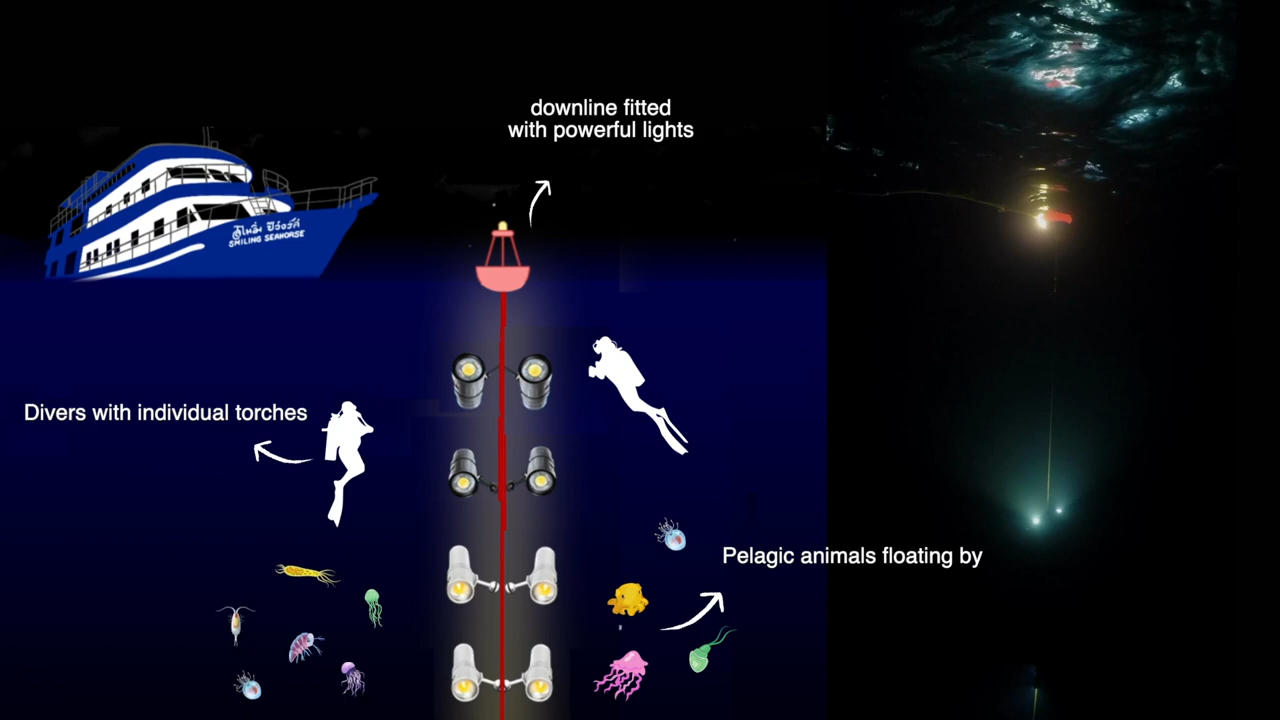 downline fitted
with powerful lights
SMILING SEAHORSE
Divers with individual torches
Pelagic animals floating by